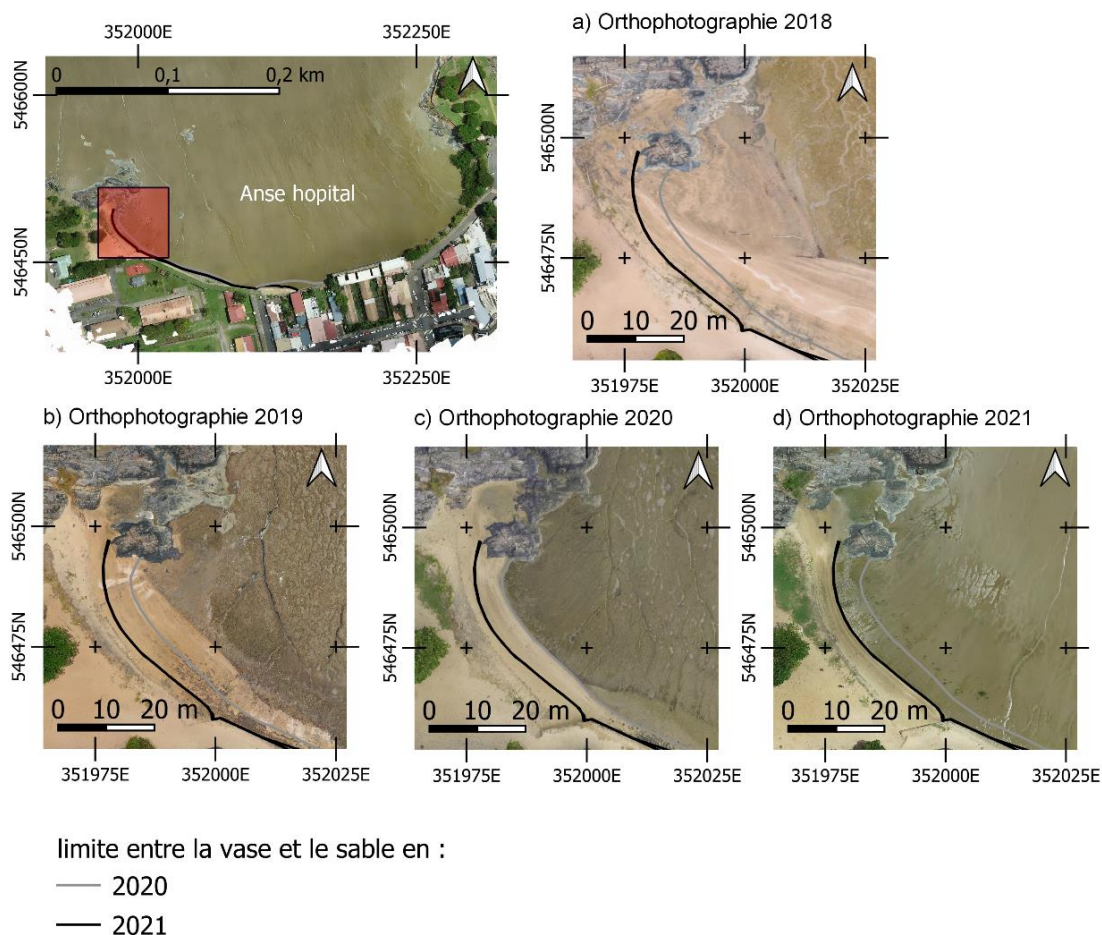 352000E
352250E
0
0,1
0,2 km
546600N
546450N
Anse hopital
352000E
352250E
a) Orthophotographie 2018
546500N
546475N
0 10 20 m
351975E
352000E
352025E
b) Orthophotographie 2019
546500N
546475N
0 10 20 m
351975E
352000E
352025E
c) Orthophotographie 2020
546500N
546475N
0 10 20 m
351975E
352000E
352025E
d) Orthophotographie 2021
546500N
546475N
0 10 20 m
351975E
352000E
352025E
limite entre la vase et le sable en :
2020
2021